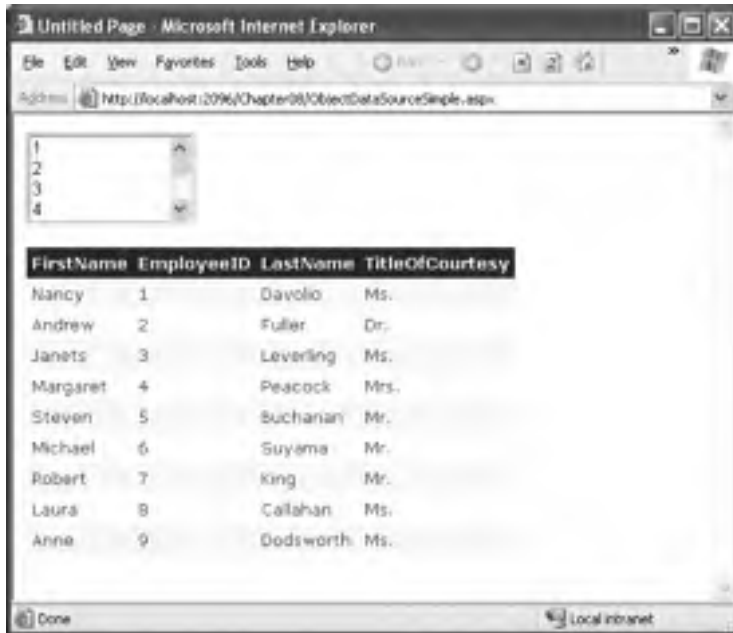 Untitled Page - Microsoft Internet Explorer
File Edit View Favorites Tools Help Back
Address http://localhost:2096/Chapter08/ObjectDataSourceSimple.aspx
1
2
3
4
FirstName EmployeeID LastName TitleOfCourtesy
Nancy 1 Davolio Ms.
Andrew 2 Fuller Dr.
Janets 3 Leverling Ms.
Margaret 4 Peacock Mrs.
Steven 5 Buchanan Mr.
Michael 6 Suyama Mr.
Robert 7 King Mr.
Laura 8 Callahan Ms.
Anne 9 Dodsworth Ms.
Done Local intranet